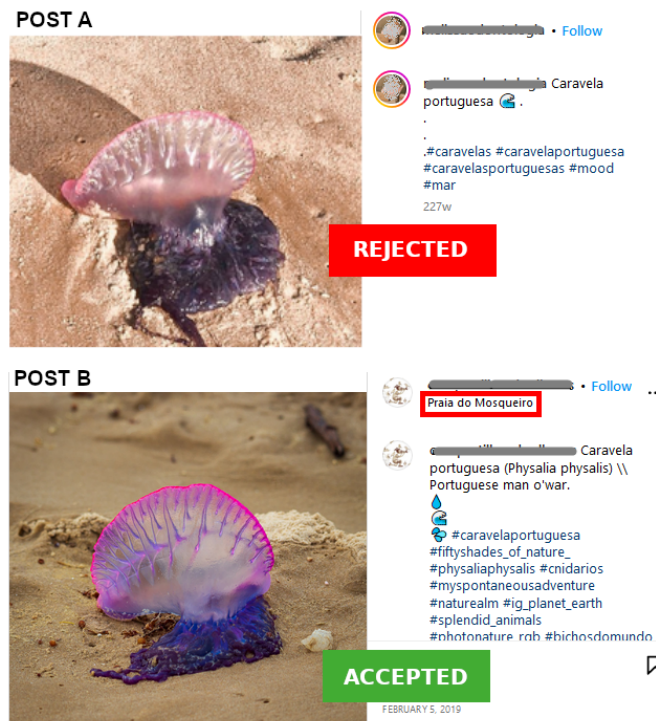 POST A
• Follow
Caravela
portuguesa 🌊 .
.
.
.#caravelas #caravelaportuguesa
#caravelasportuguesas #mood
#mar
227w
REJECTED
POST B
• Follow
...
Praia do Mosqueiro
Caravela
portuguesa (Physalia physalis) \\
Portuguese man o'war.
💧
🌊
#caravelaportuguesa
#fiftyshades_of_nature_
#physaliaphysalis #cnidarios
#myspontaneousadventure
#naturealm #ig_planet_earth
#splendid_animals
#photonature_rgb #bichosdomundo
ACCEPTED
FEBRUARY 5, 2019